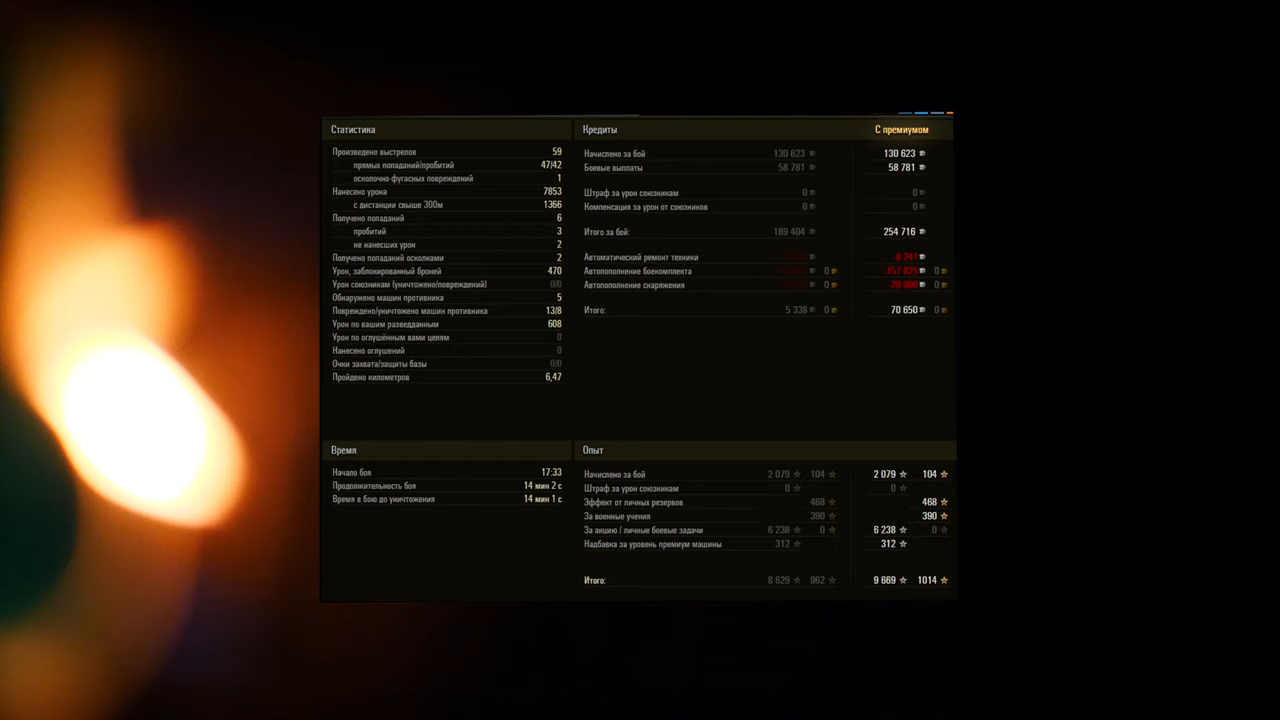 Статистика
Произведено выстрелов 59
прямых попаданий/пробитий 47/42
осколочно-фугасных повреждений 1
Нанесено урона 7853
с дистанции свыше 300м 1366
Получено попаданий 6
пробитий 3
не нанесших урон 2
Получено попаданий осколками 2
Урон, заблокированный броней 470
Урон союзникам (уничтожено/повреждений) 0/0
Обнаружено машин противника 5
Повреждено/уничтожено машин противника 13/8
Урон по вашим разведданным 608
Урон по оглушённым вами целям 0
Нанесено оглушений 0
Очки захвата/защиты базы 0/0
Пройдено километров 6,47
Кредиты С премиумом
Начислено за бой 130 623 130 623
Боевые выплаты 58 781 58 781
Штраф за урон союзникам 0 0
Компенсация за урон от союзников 0 0
Итого за бой: 189 404 254 716
Автоматический ремонт техники
Автопополнение боекомплекта 0 0
Автопополнение снаряжения 0 0
Итого: 5 338 0 70 650 0
Время
Начало боя 17:33
Продолжительность боя 14 мин 2 с
Время в бою до уничтожения 14 мин 1 с
Опыт
Начислено за бой 2 079 104 2 079 104
Штраф за урон союзникам 0 0
Эффект от личных резервов 468 468
За военные учения 390 390
За акцию / личные боевые задачи 6 238 0 6 238 0
Надбавка за уровень премиум машины 312 312
Итого: 8 629 962 9 669 1014